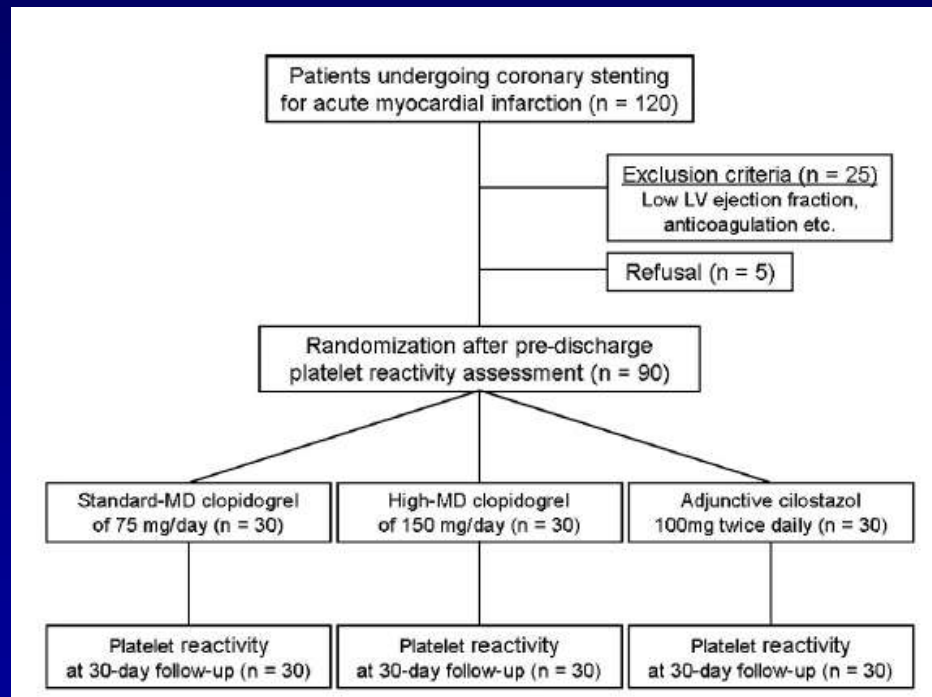 Patients undergoing coronary stenting
for acute myocardial infarction (n = 120)
Exclusion criteria (n = 25)
Low LV ejection fraction,
anticoagulation etc.
Refusal (n = 5)
Randomization after pre-discharge
platelet reactivity assessment (n = 90)
Standard-MD clopidogrel
of 75 mg/day (n = 30)
High-MD clopidogrel
of 150 mg/day (n = 30)
Adjunctive cilostazol
100mg twice daily (n = 30)
Platelet reactivity
at 30-day follow-up (n = 30)
Platelet reactivity
at 30-day follow-up (n = 30)
Platelet reactivity
at 30-day follow-up (n = 30)